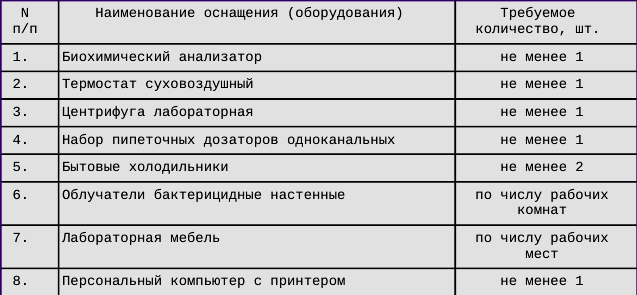 N Наименование оснащения (оборудования) Требуемое
п/п количество, шт.
1. Биохимический анализатор не менее 1
2. Термостат суховоздушный не менее 1
3. Центрифуга лабораторная не менее 1
4. Набор пипеточных дозаторов одноканальных не менее 1
5. Бытовые холодильники не менее 2
6. Облучатели бактерицидные настенные по числу рабочих
комнат
7. Лабораторная мебель по числу рабочих
мест
8. Персональный компьютер с принтером не менее 1